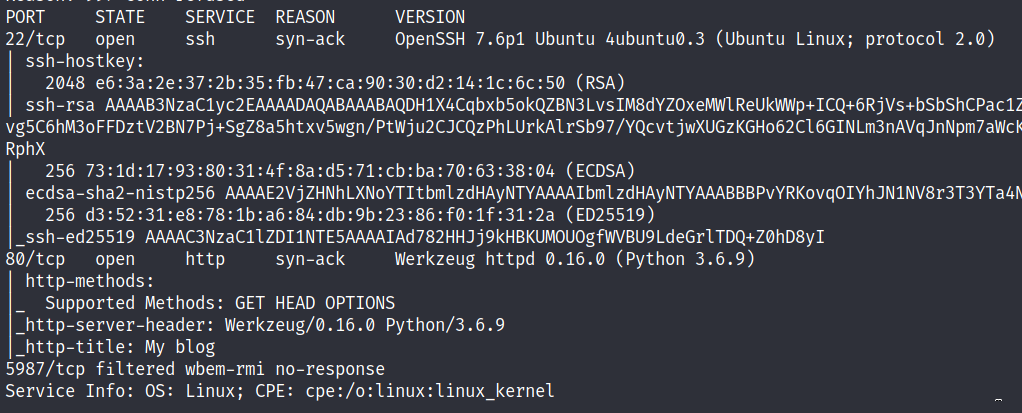 PORT     STATE    SERVICE  REASON      VERSION
22/tcp   open     ssh      syn-ack     OpenSSH 7.6p1 Ubuntu 4ubuntu0.3 (Ubuntu Linux; protocol 2.0)
| ssh-hostkey:
|   2048 e6:3a:2e:37:2b:35:fb:47:ca:90:30:d2:14:1c:6c:50 (RSA)
| ssh-rsa AAAAB3NzaC1yc2EAAAADAQABAAABAQDH1X4Cqbxb5okQZBN3LvsIM8dYZOxeMWlReUkWWp+ICQ+6RjVs+bSbShCPac1Z
vg5C6hM3oFFDztV2BN7Pj+SgZ8a5htxv5wgn/PtWju2CJCQzPhLUrkAlrSb97/YQcvtjwXUGzKGHo62Cl6GINLm3nAVqJnNpm7aWcK
RphX
|   256 73:1d:17:93:80:31:4f:8a:d5:71:cb:ba:70:63:38:04 (ECDSA)
| ecdsa-sha2-nistp256 AAAAE2VjZHNhLXNoYTItbmlzdHAyNTYAAAAIbmlzdHAyNTYAAABBBPvYRKovqOIYhJN1NV8r3T3YTa4N
|   256 d3:52:31:e8:78:1b:a6:84:db:9b:23:86:f0:1f:31:2a (ED25519)
|_ssh-ed25519 AAAAC3NzaC1lZDI1NTE5AAAAIAd782HHJj9kHBKUMOUOgfWVBU9LdeGrlTDQ+Z0hD8yI
80/tcp   open     http     syn-ack     Werkzeug httpd 0.16.0 (Python 3.6.9)
| http-methods:
|_  Supported Methods: GET HEAD OPTIONS
|_http-server-header: Werkzeug/0.16.0 Python/3.6.9
|_http-title: My blog
5987/tcp filtered wbem-rmi no-response
Service Info: OS: Linux; CPE: cpe:/o:linux:linux_kernel